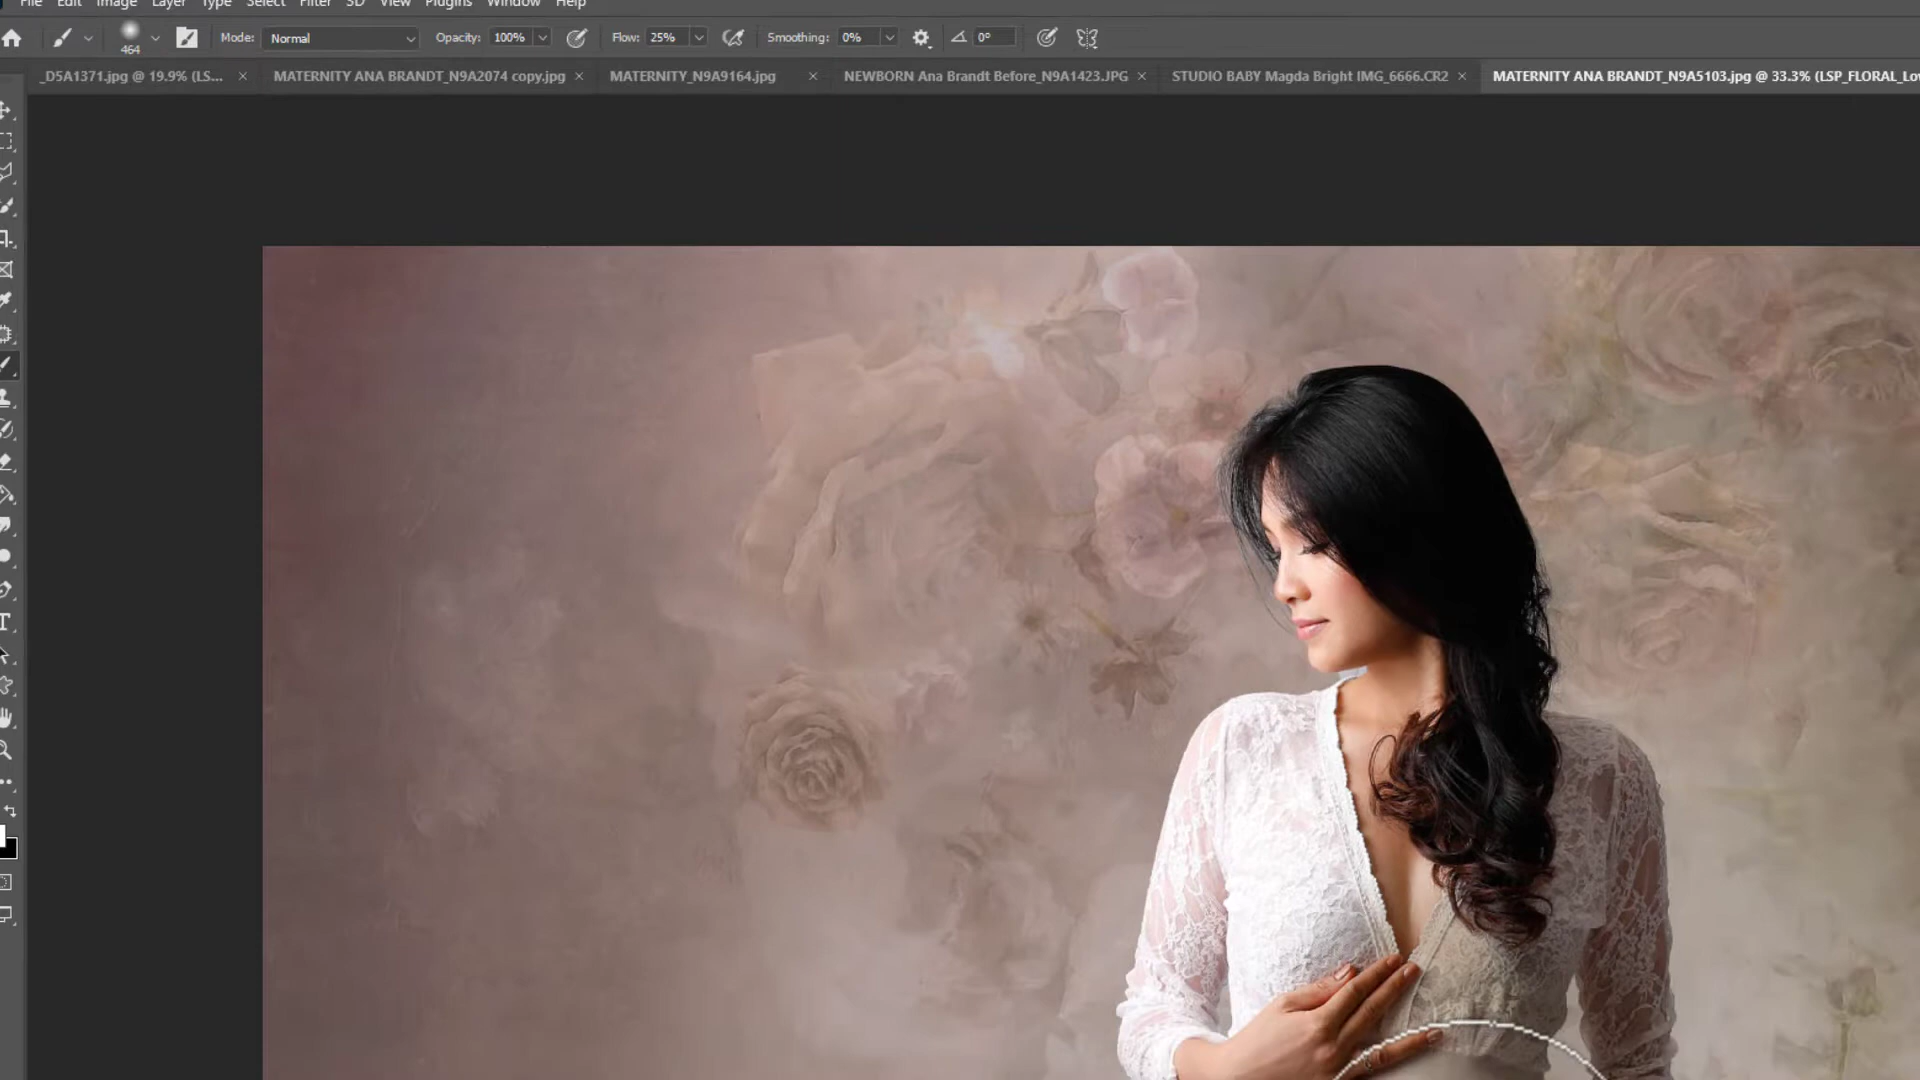 File Edit Image Layer Type Select Filter 3D View Plugins Window Help
464 Mode: Normal Opacity: 100% Flow: 25% Smoothing: 0% 0°
_D5A1371.jpg @ 19.9% (LS... × MATERNITY ANA BRANDT_N9A2074 copy.jpg × MATERNITY_N9A9164.jpg × NEWBORN Ana Brandt Before_N9A1423.JPG × STUDIO BABY Magda Bright IMG_6666.CR2 × MATERNITY ANA BRANDT_N9A5103.jpg @ 33.3% (LSP_FLORAL_Lov